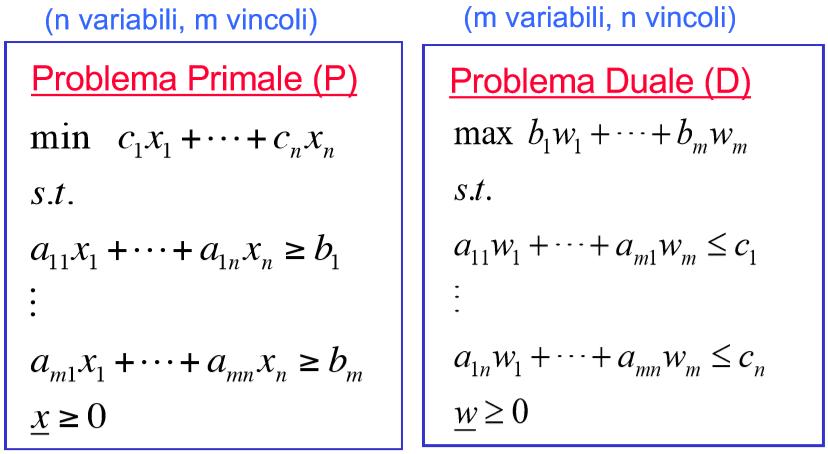 (n variabili, m vincoli)
Problema Primale (P)
min c₁x₁ +⋯+ cₙxₙ
s.t.
a₁₁x₁ +⋯+ a₁ₙxₙ ≥ b₁
⋮
aₘ₁x₁ +⋯+ aₘₙxₙ ≥ bₘ
x̲ ≥ 0
(m variabili, n vincoli)
Problema Duale (D)
max b₁w₁ +⋯+ bₘwₘ
s.t.
a₁₁w₁ +⋯+ aₘ₁wₘ ≤ c₁
⋮
a₁ₙw₁ +⋯+ aₘₙwₘ ≤ cₙ
w̲ ≥ 0